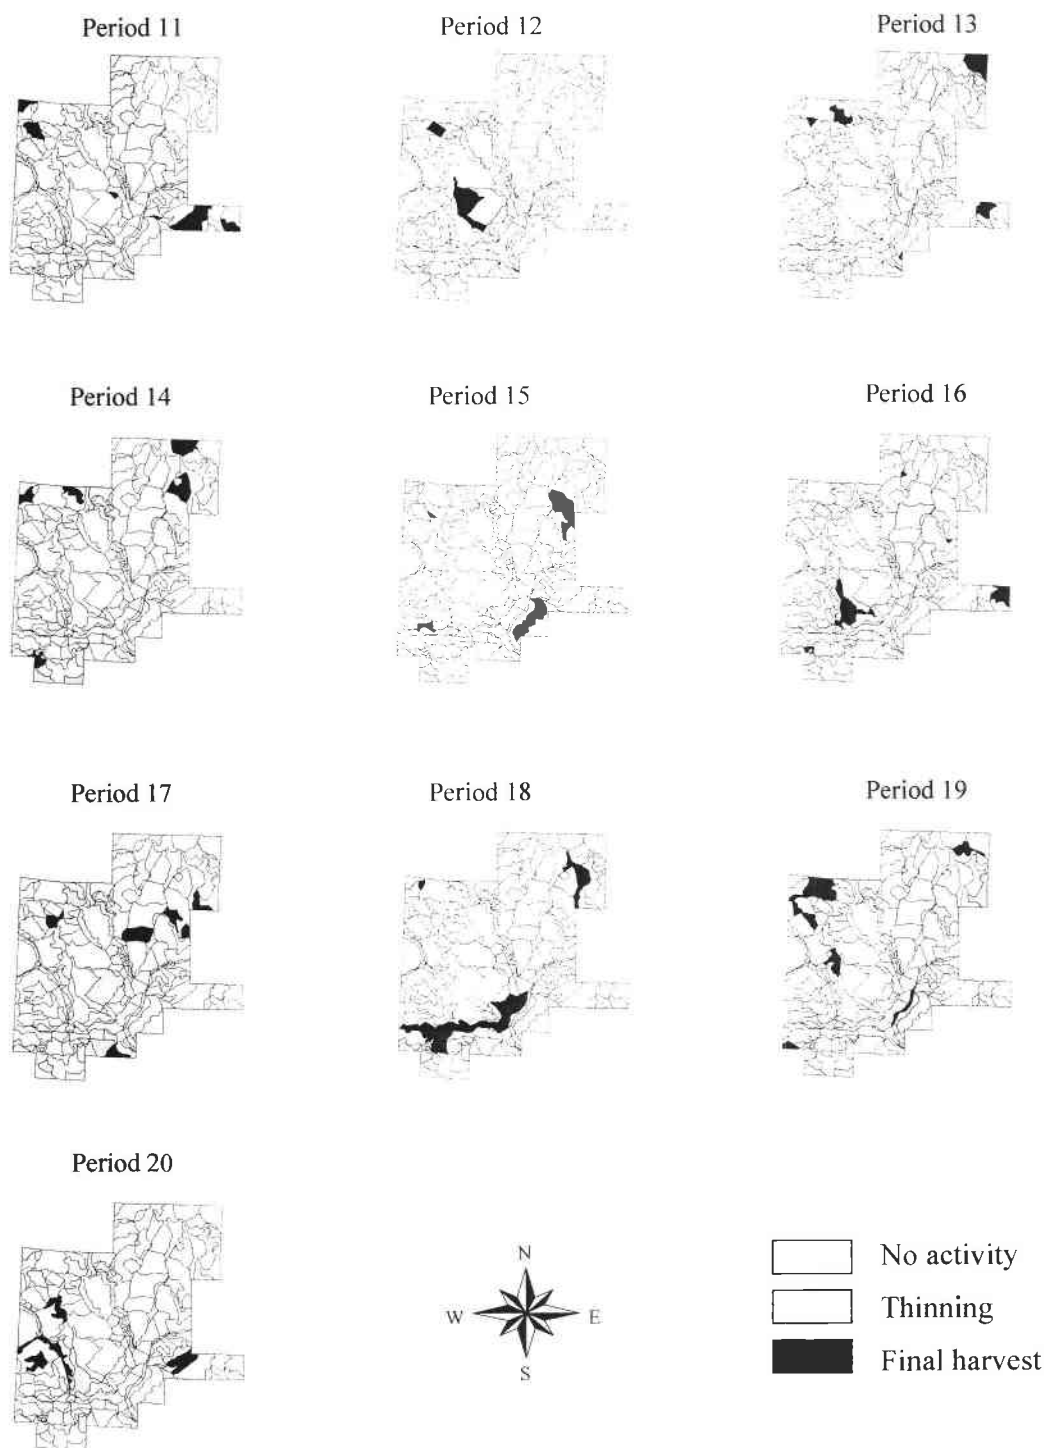 Period 11
Period 12
Period 13
Period 14
Period 15
Period 16
Period 17
Period 18
Period 19
Period 20
N
W E
S
No activity
Thinning
Final harvest